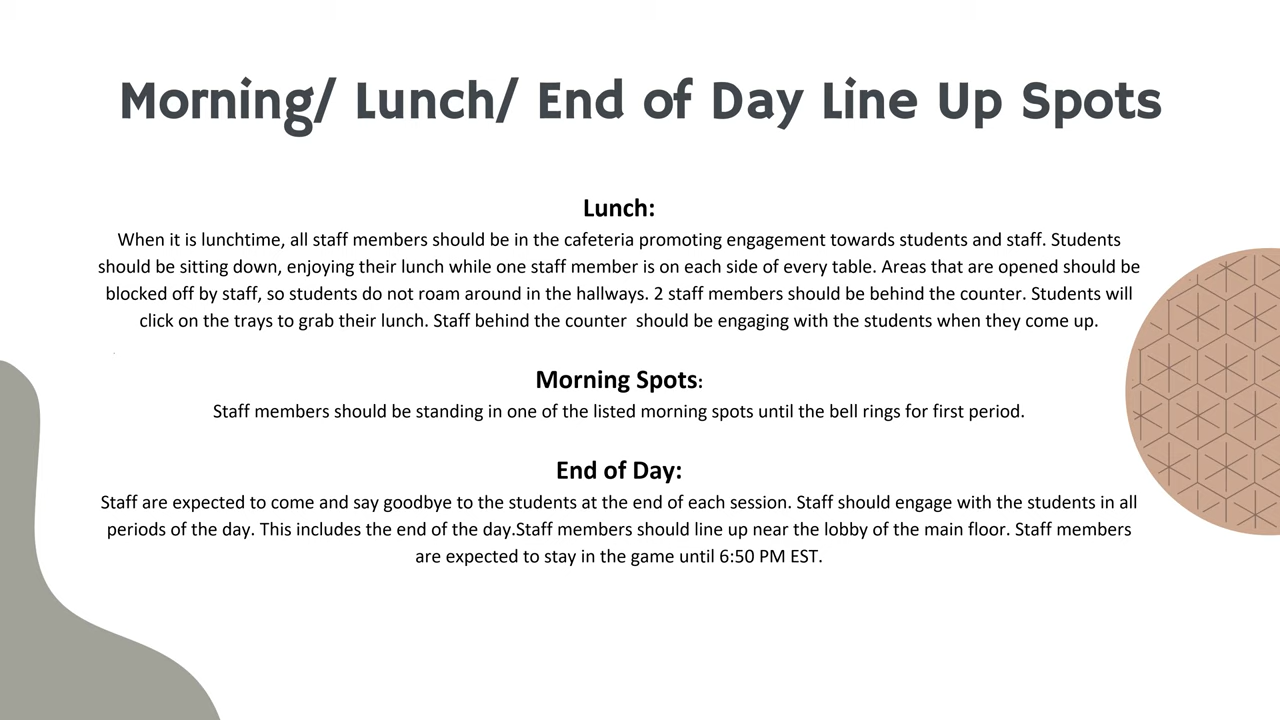 Morning/ Lunch/ End of Day Line Up Spots
Lunch:
When it is lunchtime, all staff members should be in the cafeteria promoting engagement towards students and staff. Students
should be sitting down, enjoying their lunch while one staff member is on each side of every table. Areas that are opened should be
blocked off by staff, so students do not roam around in the hallways. 2 staff members should be behind the counter. Students will
click on the trays to grab their lunch. Staff behind the counter  should be engaging with the students when they come up.
Morning Spots:
Staff members should be standing in one of the listed morning spots until the bell rings for first period.
End of Day:
Staff are expected to come and say goodbye to the students at the end of each session. Staff should engage with the students in all
periods of the day. This includes the end of the day.Staff members should line up near the lobby of the main floor. Staff members
are expected to stay in the game until 6:50 PM EST.